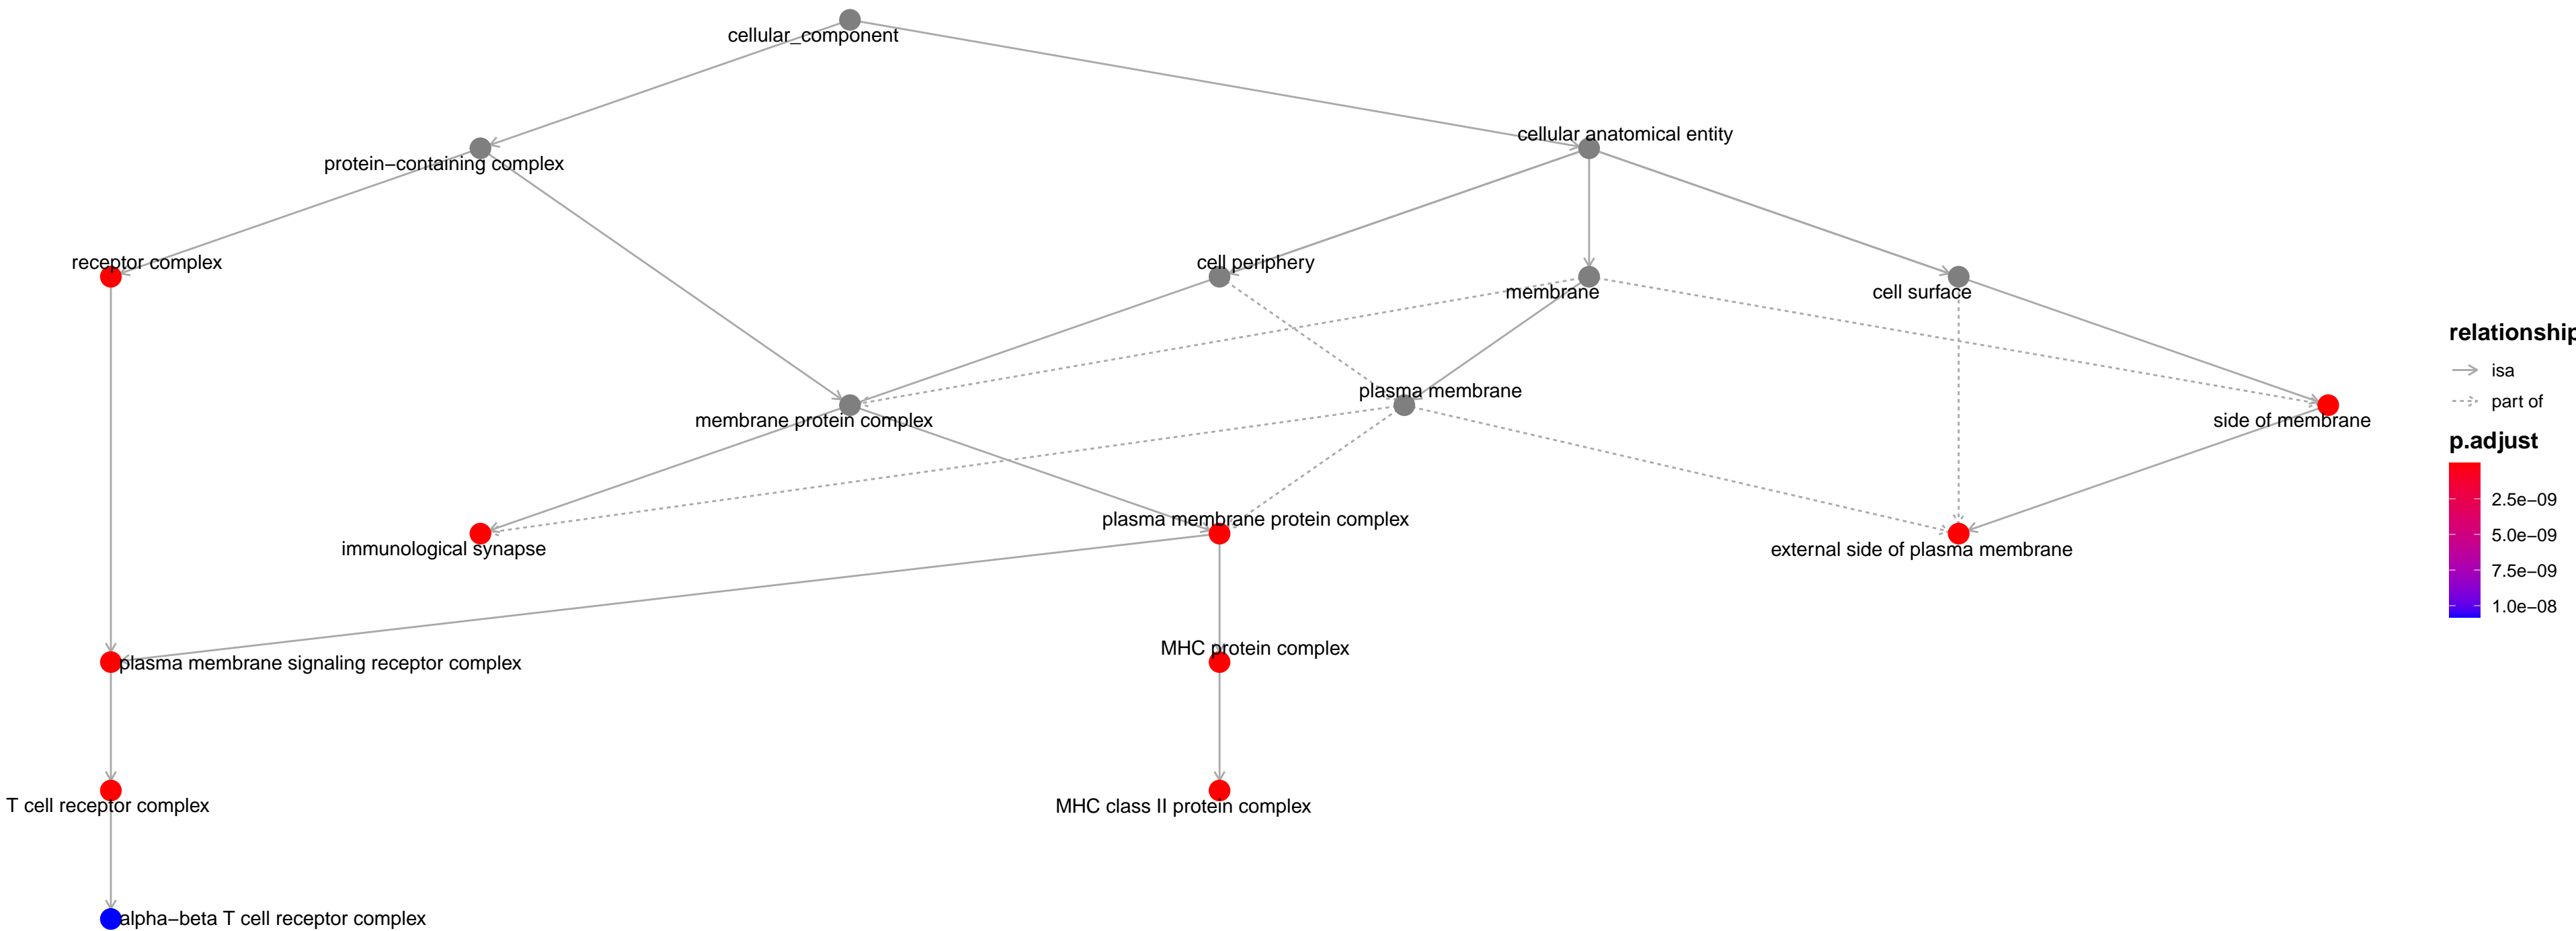 cellular_component
cellular anatomical entity
protein−containing complex
receptor complex
cell periphery
membrane
cell surface
relationship
isa
plasma membrane
part of
membrane protein complex
side of membrane
p.adjust
2.5e−09
plasma membrane protein complex
5.0e−09
immunological synapse
external side of plasma membrane
7.5e−09
1.0e−08
MHC protein complex
plasma membrane signaling receptor complex
T cell receptor complex
MHC class II protein complex
alpha−beta T cell receptor complex